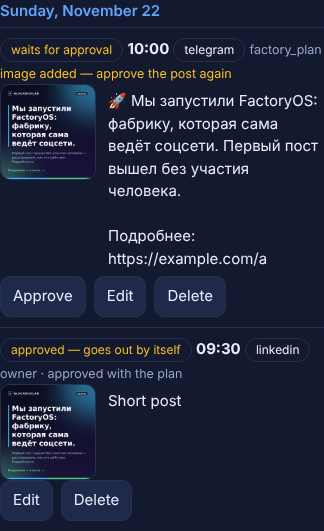 Sunday, November 22
waits for approval 10:00 telegram factory_plan
image added — approve the post again
BLACKBOXLAB
Мы запустили
FactoryOS:
фабрику,
которая сама
ведёт соцсети.
🚀 Мы запустили FactoryOS:
фабрику, которая сама
ведёт соцсети. Первый пост
вышел без участия
человека.
Подробнее:
https://example.com/a
Approve Edit Delete
approved — goes out by itself 09:30 linkedin
owner · approved with the plan
BLACKBOXLAB
Мы запустили
FactoryOS:
фабрику,
которая сама
ведёт соцсети.
Short post
Edit Delete